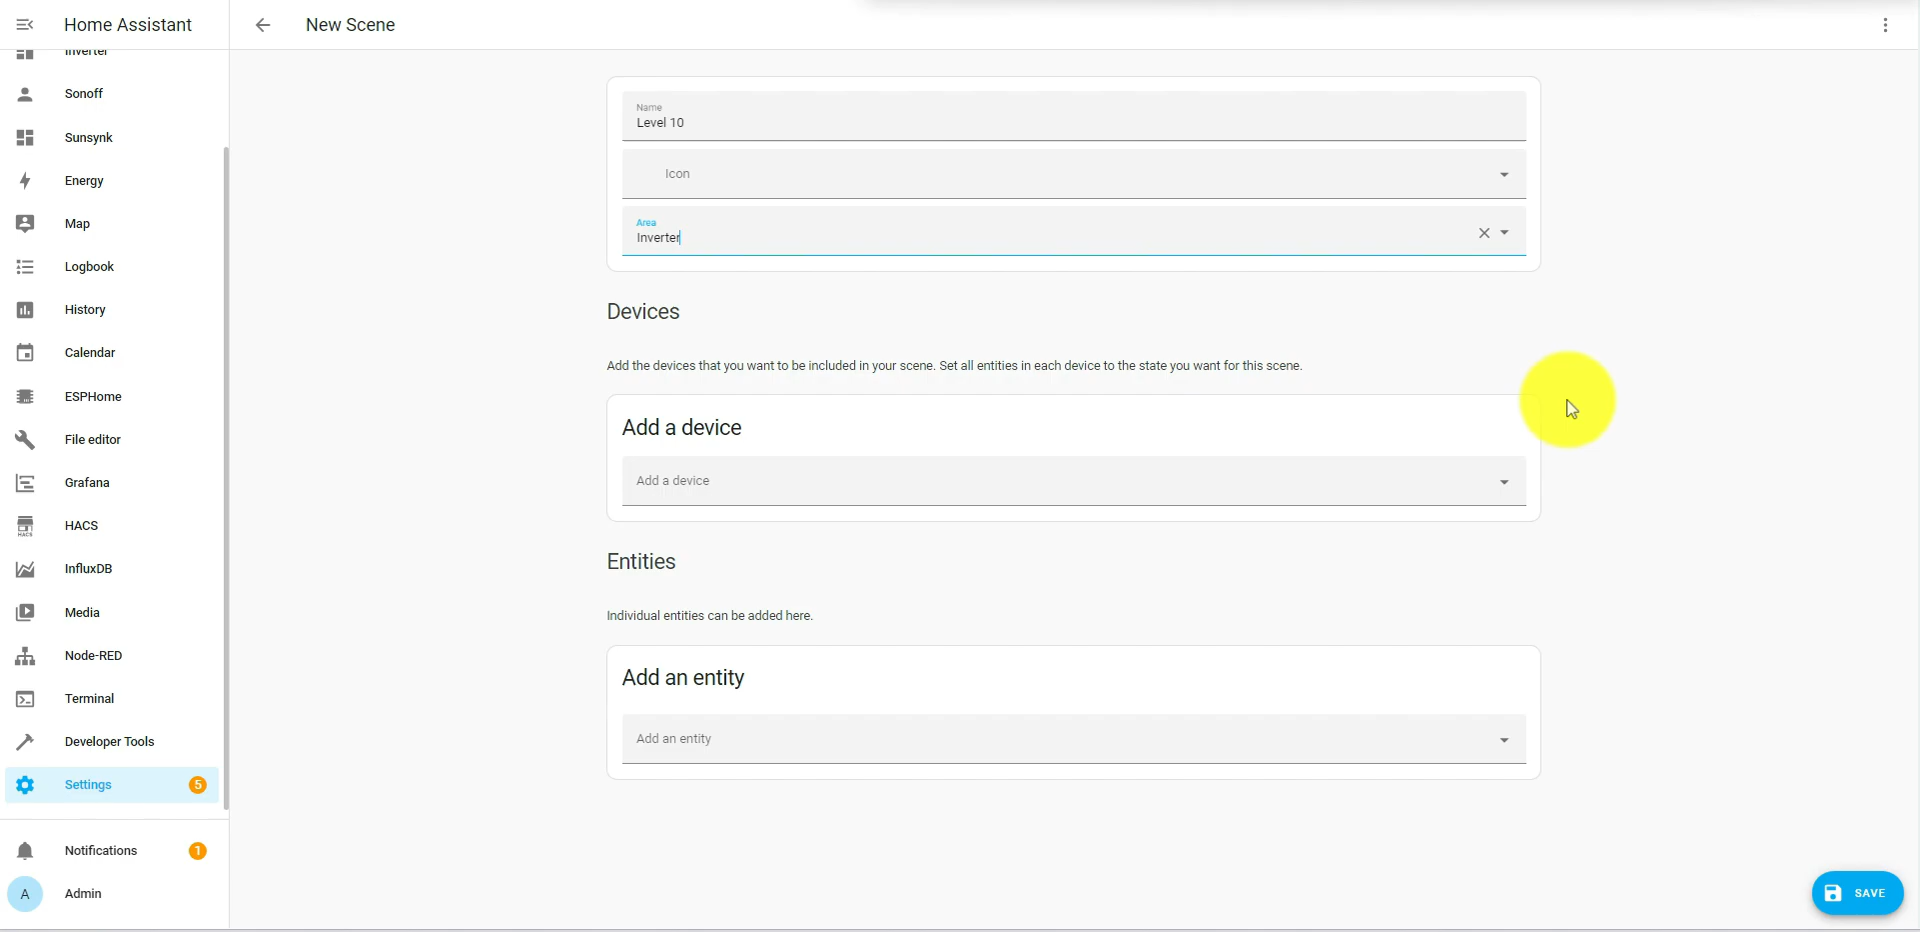 Home Assistant
New Scene
Inverter
Sonoff
Sunsynk
Energy
Map
Logbook
History
Calendar
ESPHome
File editor
Grafana
HACS
HACS
InfluxDB
Media
Node-RED
Terminal
Developer Tools
Settings 5
Notifications 1
A Admin
Name
Level 10
Icon
Area
Inverter
Devices
Add the devices that you want to be included in your scene. Set all entities in each device to the state you want for this scene.
Add a device
Add a device
Entities
Individual entities can be added here.
Add an entity
Add an entity
SAVE